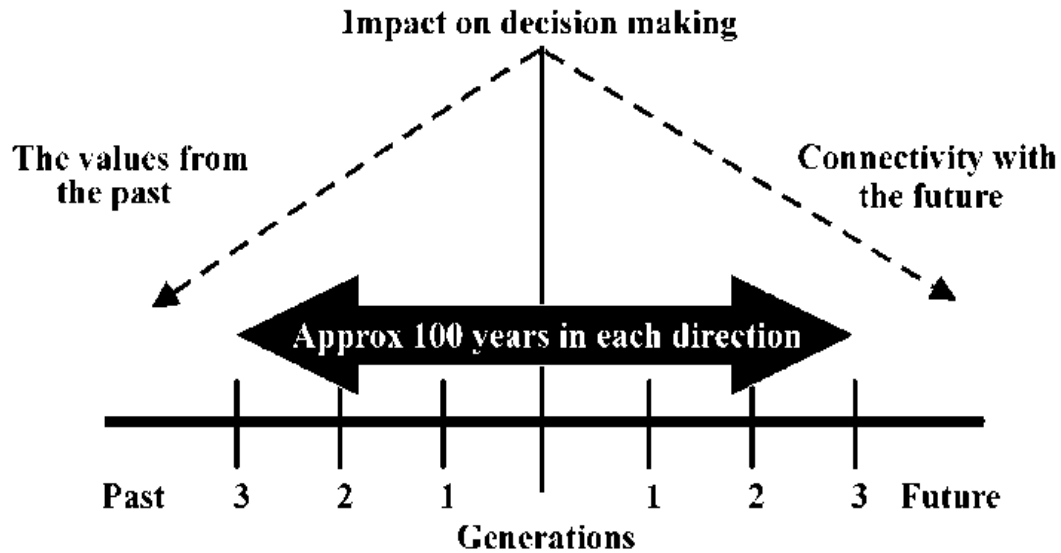 Impact on decision making
The values from
the past
Connectivity with
the future
Approx 100 years in each direction
Past 3 2 1 1 2 3 Future
Generations